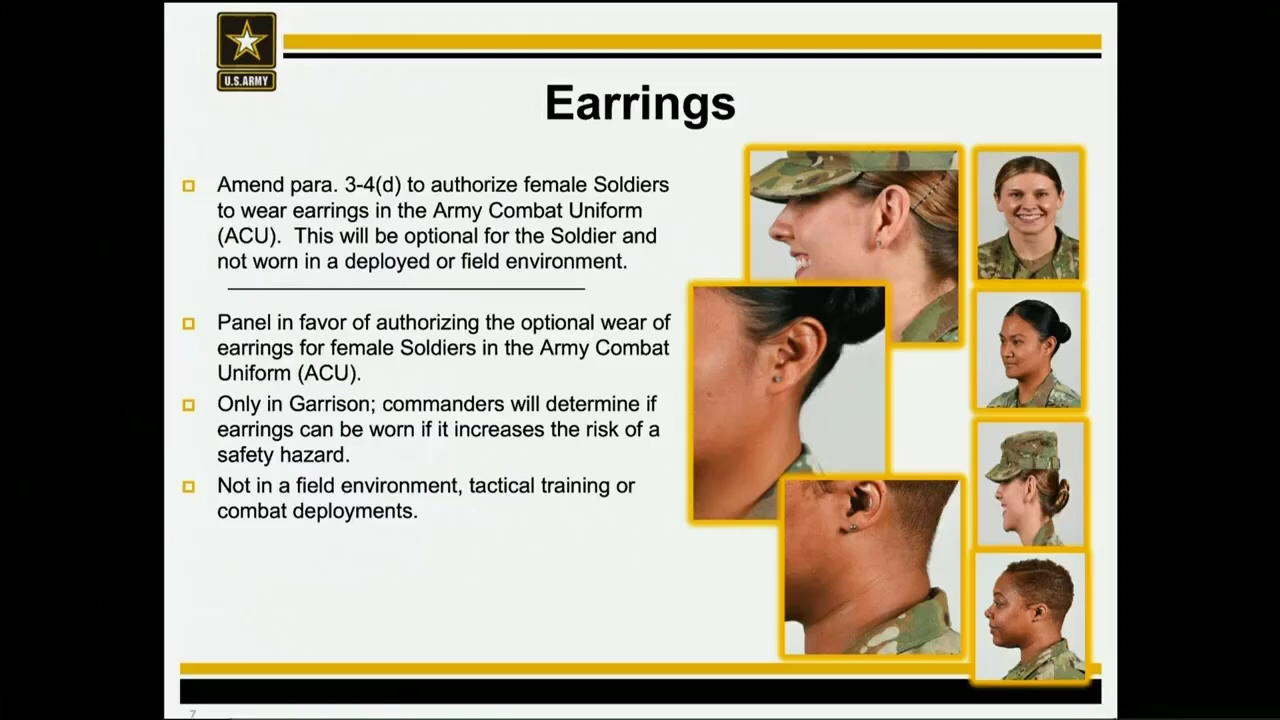 U.S.ARMY
Earrings
Amend para. 3-4(d) to authorize female Soldiers
to wear earrings in the Army Combat Uniform
(ACU). This will be optional for the Soldier and
not worn in a deployed or field environment.
Panel in favor of authorizing the optional wear of
earrings for female Soldiers in the Army Combat
Uniform (ACU).
Only in Garrison; commanders will determine if
earrings can be worn if it increases the risk of a
safety hazard.
Not in a field environment, tactical training or
combat deployments.
7